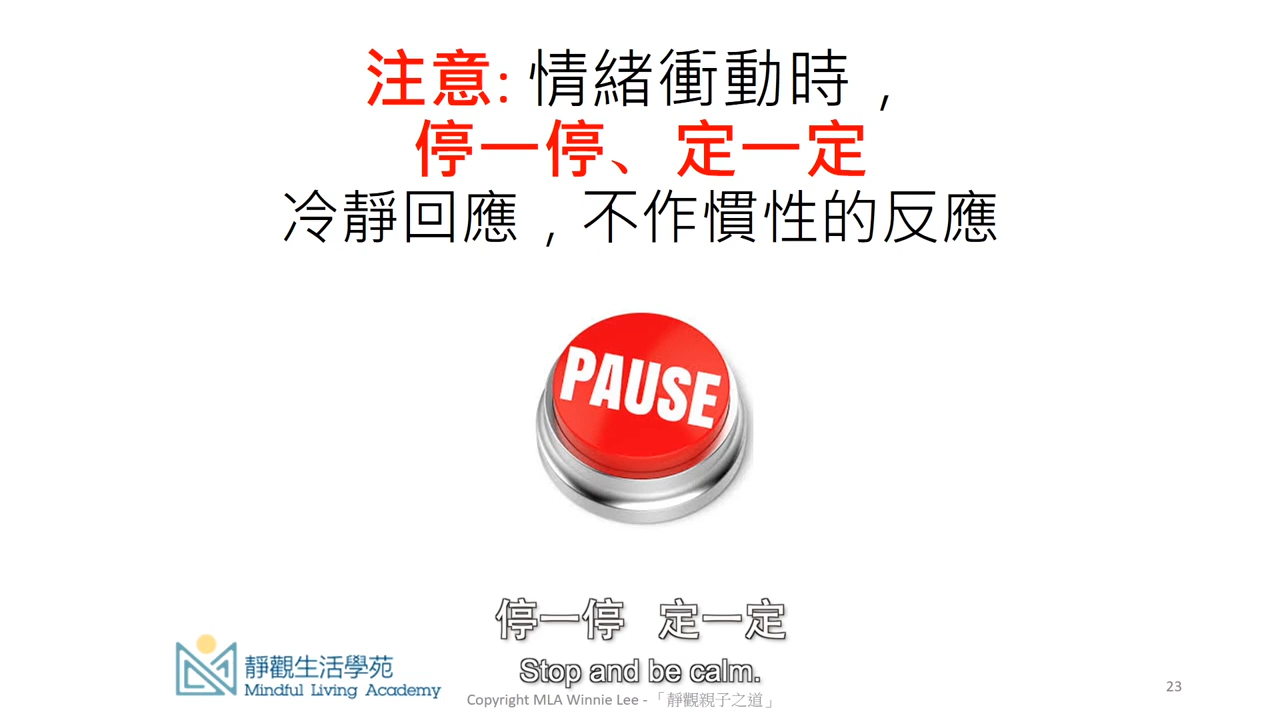 注意: 情緒衝動時，
停一停、定一定
冷靜回應，不作慣性的反應
PAUSE
停一停 定一定
Stop and be calm.
靜觀生活學苑
Mindful Living Academy
Copyright MLA Winnie Lee - 「靜觀親子之道」
23